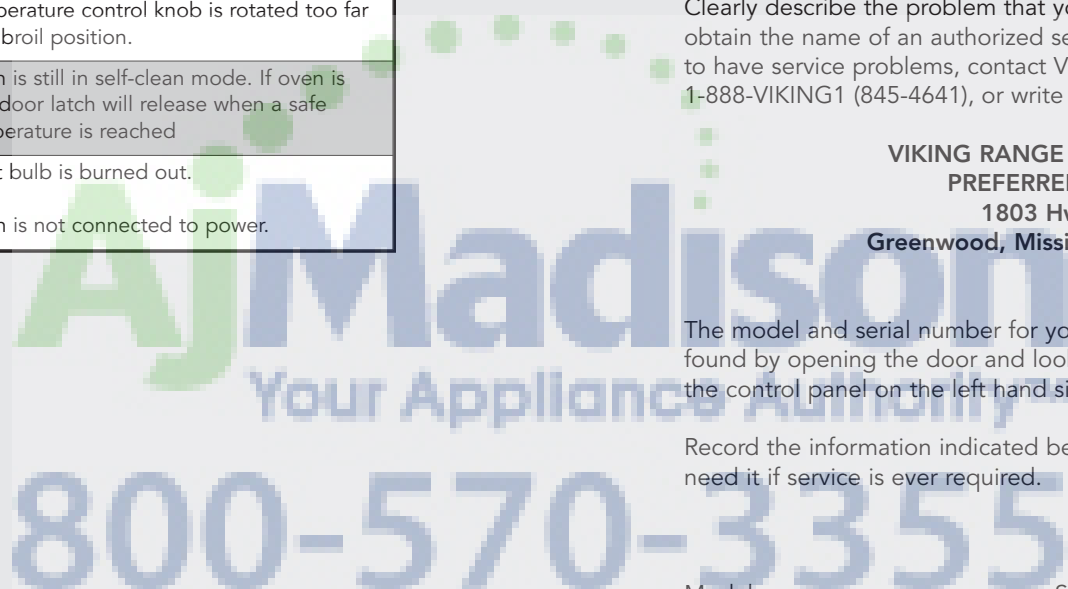 perature control knob is rotated too far
broil position.
n is still in self-clean mode. If oven is
door latch will release when a safe
perature is reached
t bulb is burned out.
n is not connected to power.
Clearly describe the problem that yo
obtain the name of an authorized se
to have service problems, contact V
1-888-VIKING1 (845-4641), or write
VIKING RANGE
PREFERRE
1803 Hw
Greenwood, Missi
The model and serial number for yo
found by opening the door and look
the control panel on the left hand si
Record the information indicated be
need it if service is ever required.
AjMadison
Your Appliance Authority™
800-570-3355